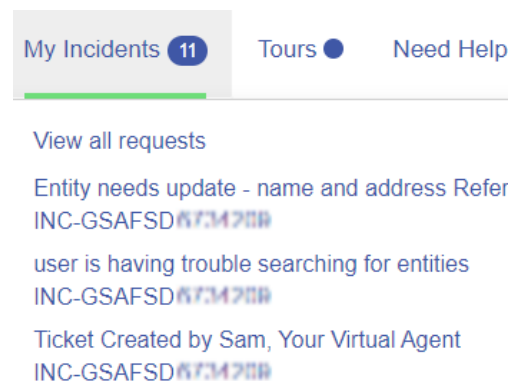 My Incidents 11 Tours Need Help
View all requests
Entity needs update - name and address Refer
INC-GSAFSD
user is having trouble searching for entities
INC-GSAFSD
Ticket Created by Sam, Your Virtual Agent
INC-GSAFSD